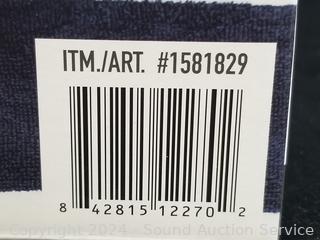 ITM./ART. #1581829
8 42815 12270 2
Copyright 2024 - Sound Auction Service